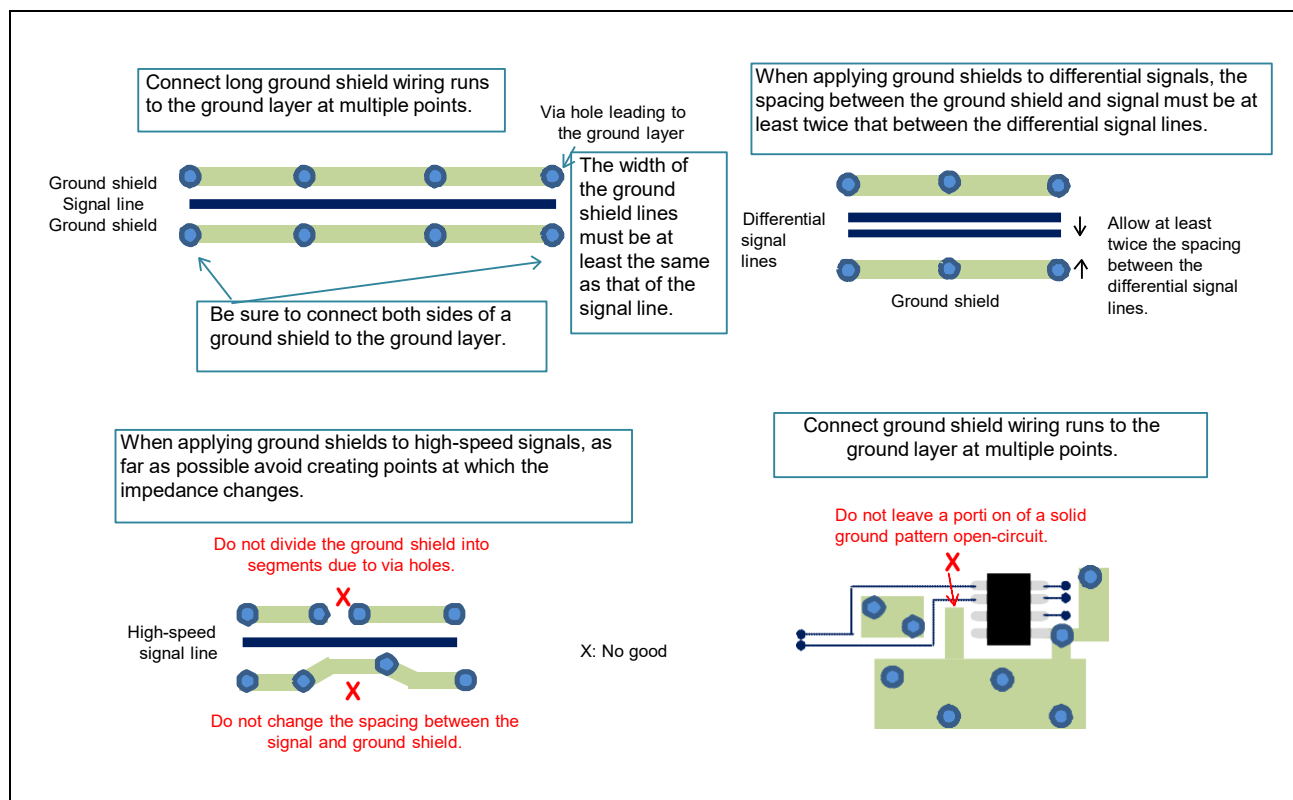 Connect long ground shield wiring runs
to the ground layer at multiple points.
Via hole leading to
the ground layer
Ground shield
Signal line
Ground shield
The width of
the ground
shield lines
must be at
least the same
as that of the
signal line.
Be sure to connect both sides of a
ground shield to the ground layer.
When applying ground shields to differential signals, the
spacing between the ground shield and signal must be at
least twice that between the differential signal lines.
Differential
signal
lines
Allow at least
twice the spacing
between the
differential signal
lines.
Ground shield
When applying ground shields to high-speed signals, as
far as possible avoid creating points at which the
impedance changes.
Do not divide the ground shield into
segments due to via holes.
X
High-speed
signal line
X
Do not change the spacing between the
signal and ground shield.
X: No good
Connect ground shield wiring runs to the
ground layer at multiple points.
Do not leave a porti on of a solid
ground pattern open-circuit.
X